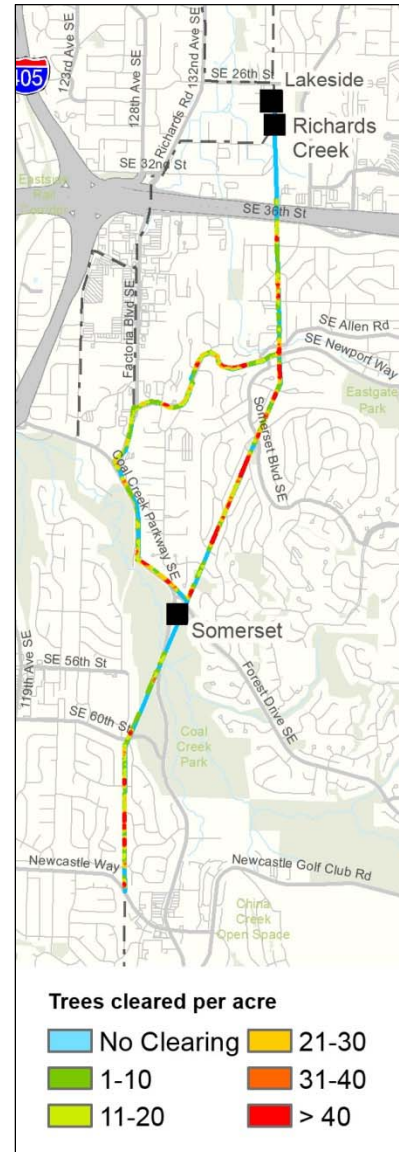 123rd Ave SE
128th Ave SE
132nd Ave SE
SE 26th St
Lakeside
405
Richards Rd
Richards
Creek
SE 32nd St
Eastside
Rail
Corridor
SE 36th St
Factoria Blvd SE
SE Allen Rd
SE Newport Way
Eastgate
Park
Somerset Blvd SE
Coal Creek Parkway SE
Somerset
119th Ave SE
SE 56th St
Forest Drive SE
SE 60th St
Coal
Creek
Park
Newcastle Way
Newcastle Golf Club Rd
China
Creek
Open Space
Trees cleared per acre
No Clearing
21-30
1-10
31-40
11-20
> 40